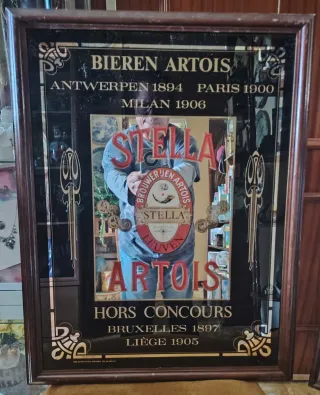 BIEREN ARTOIS
ANTWERPEN 1894 PARIS 1900
MILAN 1906
STELLA
BROUWERIJEN ARTOIS
STELLA
LEUVEN
ARTOIS
HORS CONCOURS
BRUXELLES 1897
LIÈGE 1905